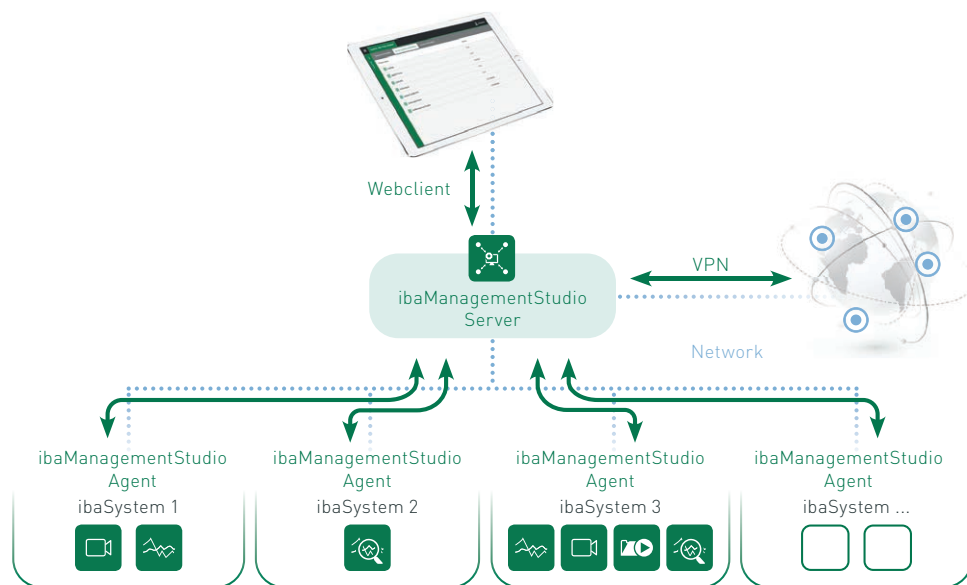 Webclient
VPN
ibaManagementStudio
Server
Network
ibaManagementStudio
Agent
ibaSystem 1
ibaManagementStudio
Agent
ibaSystem 2
ibaManagementStudio
Agent
ibaSystem 3
ibaManagementStudio
Agent
ibaSystem ...